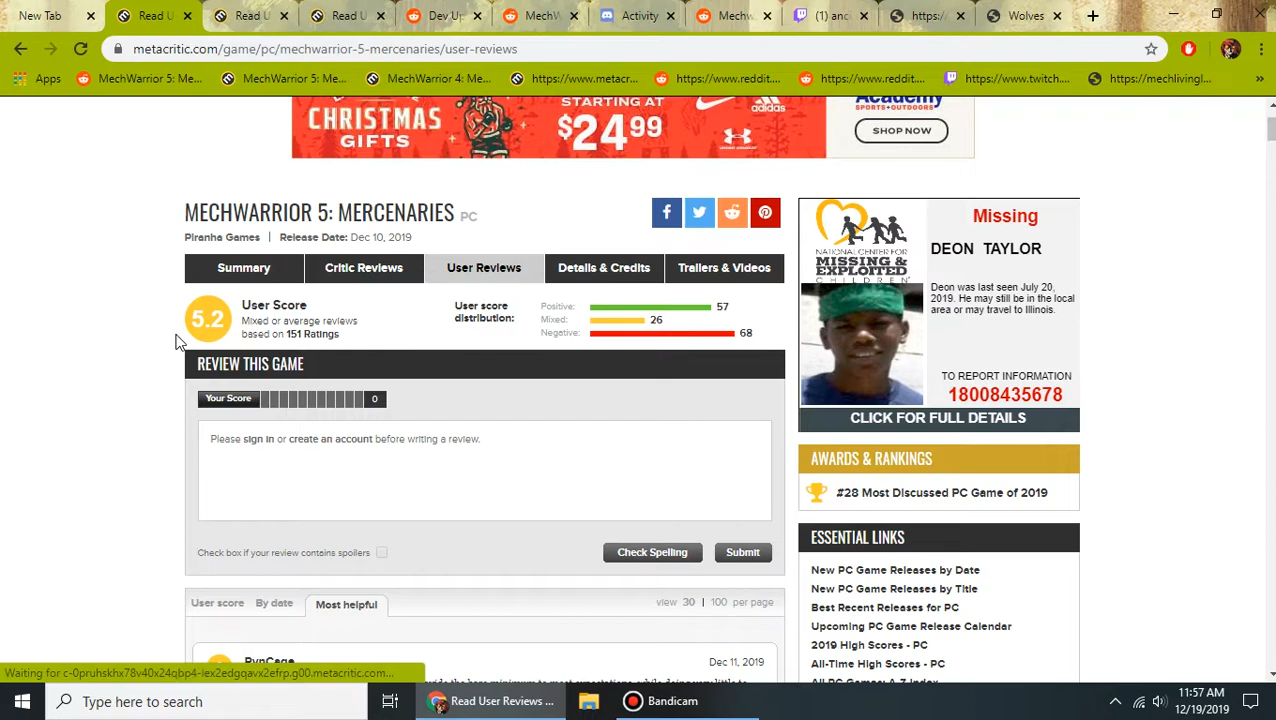 New Tab
Read U
Read U
Read U
Dev Up
MechW
Activity
Mechw
(1) anc
https:/
Wolves
metacritic.com/game/pc/mechwarrior-5-mercenaries/user-reviews
Apps
MechWarrior 5: Me...
MechWarrior 5: Me...
MechWarrior 4: Me...
https://www.metacr...
https://www.reddit....
https://www.reddit....
https://www.twitch....
https://mechlivingl...
CHRISTMAS
GIFTS
STARTING AT
$24.99
adidas
Academy
SPORTS+OUTDOORS
SHOP NOW
MECHWARRIOR 5: MERCENARIES PC
Piranha Games | Release Date: Dec 10, 2019
Summary
Critic Reviews
User Reviews
Details & Credits
Trailers & Videos
5.2
User Score
Mixed or average reviews
based on 151 Ratings
User score
distribution:
Positive: 57
Mixed: 26
Negative: 68
REVIEW THIS GAME
Your Score 0
Please sign in or create an account before writing a review.
Check box if your review contains spoilers
Check Spelling
Submit
User score
By date
Most helpful
view 30 | 100 per page
PvnCage
Dec 11, 2019
NATIONAL CENTER FOR
MISSING &
EXPLOITED
CHILDREN
Missing
DEON TAYLOR
Deon was last seen July 20,
2019. He may still be in the local
area or may travel to Illinois.
TO REPORT INFORMATION
18008435678
CLICK FOR FULL DETAILS
AWARDS & RANKINGS
#28 Most Discussed PC Game of 2019
ESSENTIAL LINKS
New PC Game Releases by Date
New PC Game Releases by Title
Best Recent Releases for PC
Upcoming PC Game Release Calendar
2019 High Scores - PC
All-Time High Scores - PC
All PC Games: A-Z Index
Waiting for c-0pruhskhx78v40x24qbp4-lex2edgqavx2efrp.g00.metacritic.com...
Type here to search
Read User Reviews ...
Bandicam
11:57 AM
12/19/2019